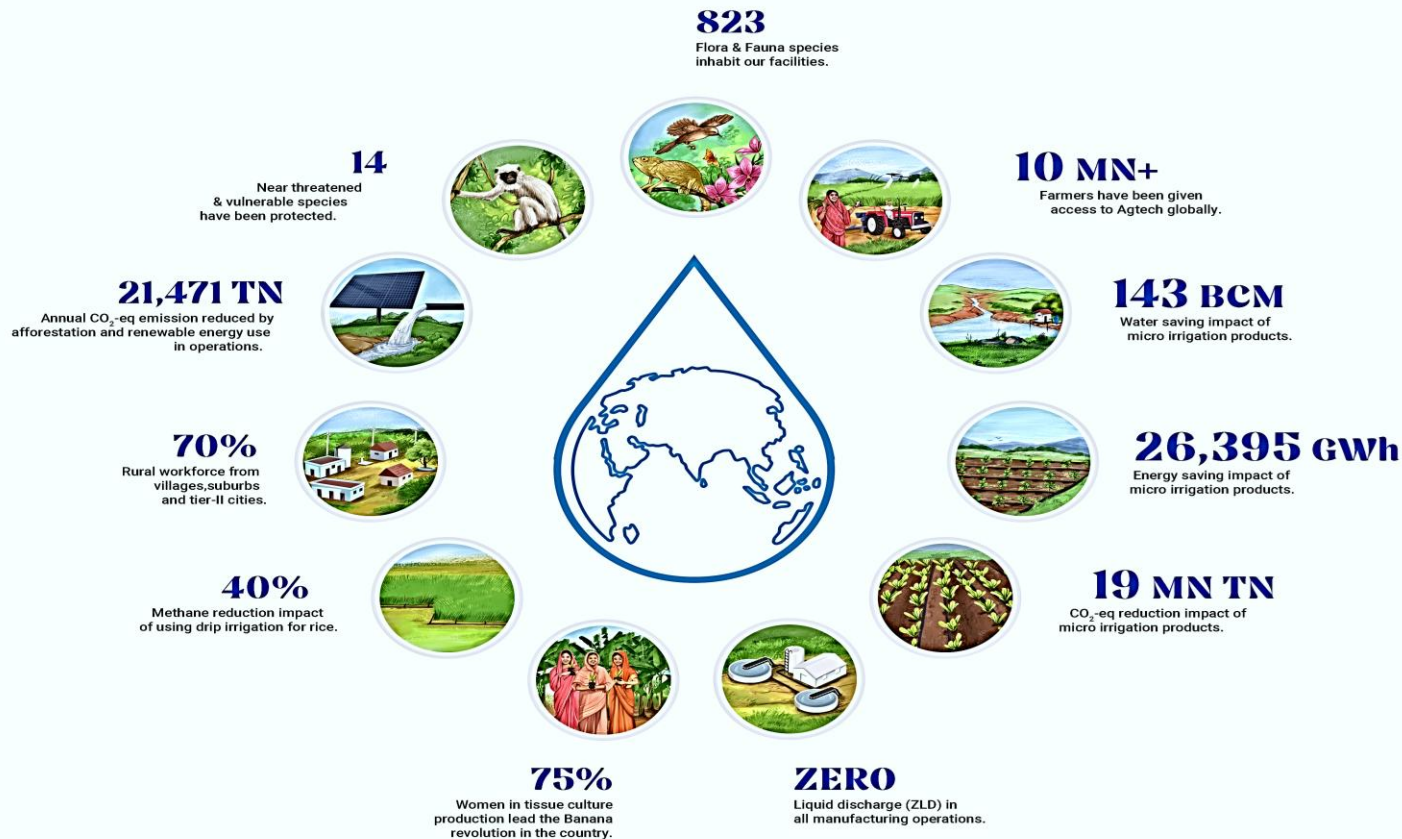 823
Flora & Fauna species
inhabit our facilities.
10 MN+
Farmers have been given
access to Agtech globally.
143 BCM
Water saving impact of
micro irrigation products.
26,395 GWh
Energy saving impact of
micro irrigation products.
19 MN TN
CO₂-eq reduction impact of
micro irrigation products.
ZERO
Liquid discharge (ZLD) in
all manufacturing operations.
75%
Women in tissue culture
production lead the Banana
revolution in the country.
40%
Methane reduction impact
of using drip irrigation for rice.
70%
Rural workforce from
villages,suburbs
and tier-II cities.
21,471 TN
Annual CO₂-eq emission reduced by
afforestation and renewable energy use
in operations.
14
Near threatened
& vulnerable species
have been protected.